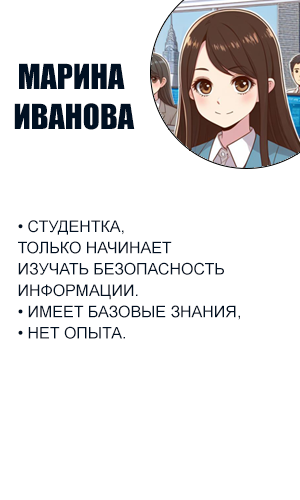 МАРИНА
ИВАНОВА
• СТУДЕНТКА,
ТОЛЬКО НАЧИНАЕТ
ИЗУЧАТЬ БЕЗОПАСНОСТЬ
ИНФОРМАЦИИ.
• ИМЕЕТ БАЗОВЫЕ ЗНАНИЯ,
• НЕТ ОПЫТА.